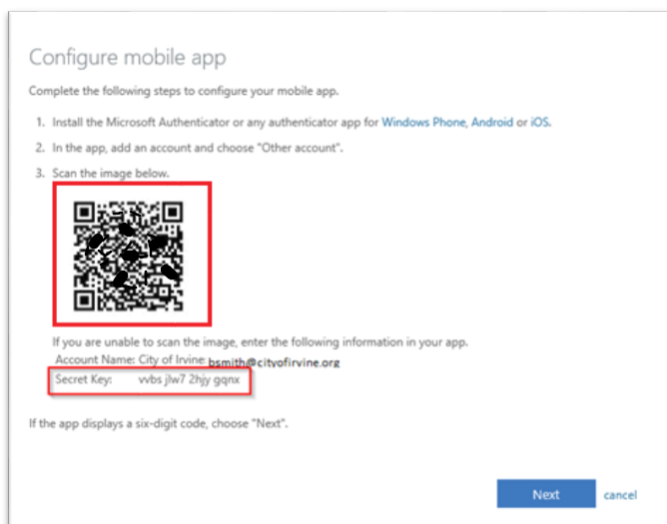 Configure mobile app
Complete the following steps to configure your mobile app.
1. Install the Microsoft Authenticator or any authenticator app for Windows Phone, Android or iOS.
2. In the app, add an account and choose "Other account".
3. Scan the image below.
If you are unable to scan the image, enter the following information in your app.
Account Name: City of Irvine: bsmith@cityofirvine.org
Secret Key: vvbs jlw7 2hjy gqnx
If the app displays a six-digit code, choose "Next".
Next cancel